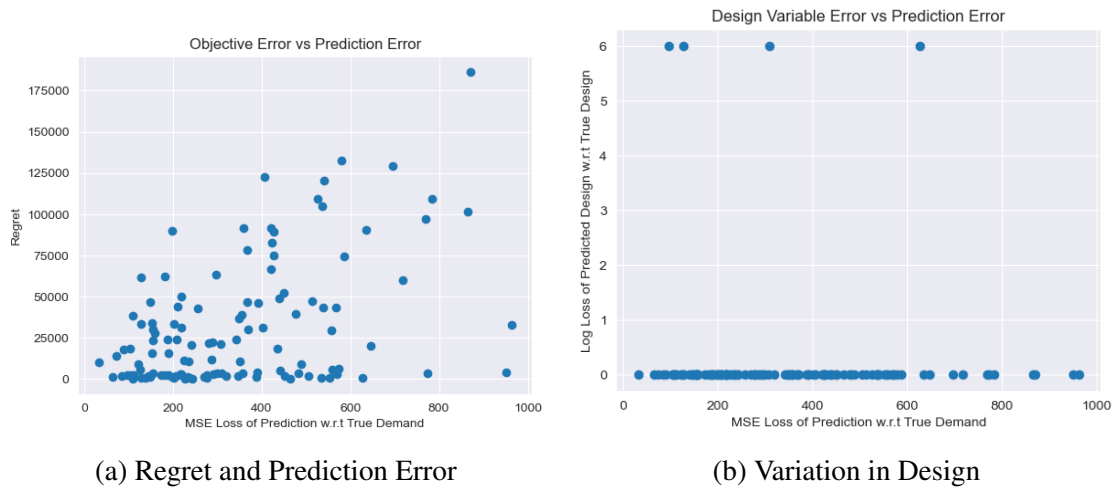 Objective Error vs Prediction Error
Regret
175000
150000
125000
100000
75000
50000
25000
0
0 200 400 600 800 1000
MSE Loss of Prediction w.r.t True Demand
(a) Regret and Prediction Error
Design Variable Error vs Prediction Error
Log Loss of Predicted Design w.r.t True Design
6
5
4
3
2
1
0
0 200 400 600 800 1000
MSE Loss of Prediction w.r.t True Demand
(b) Variation in Design